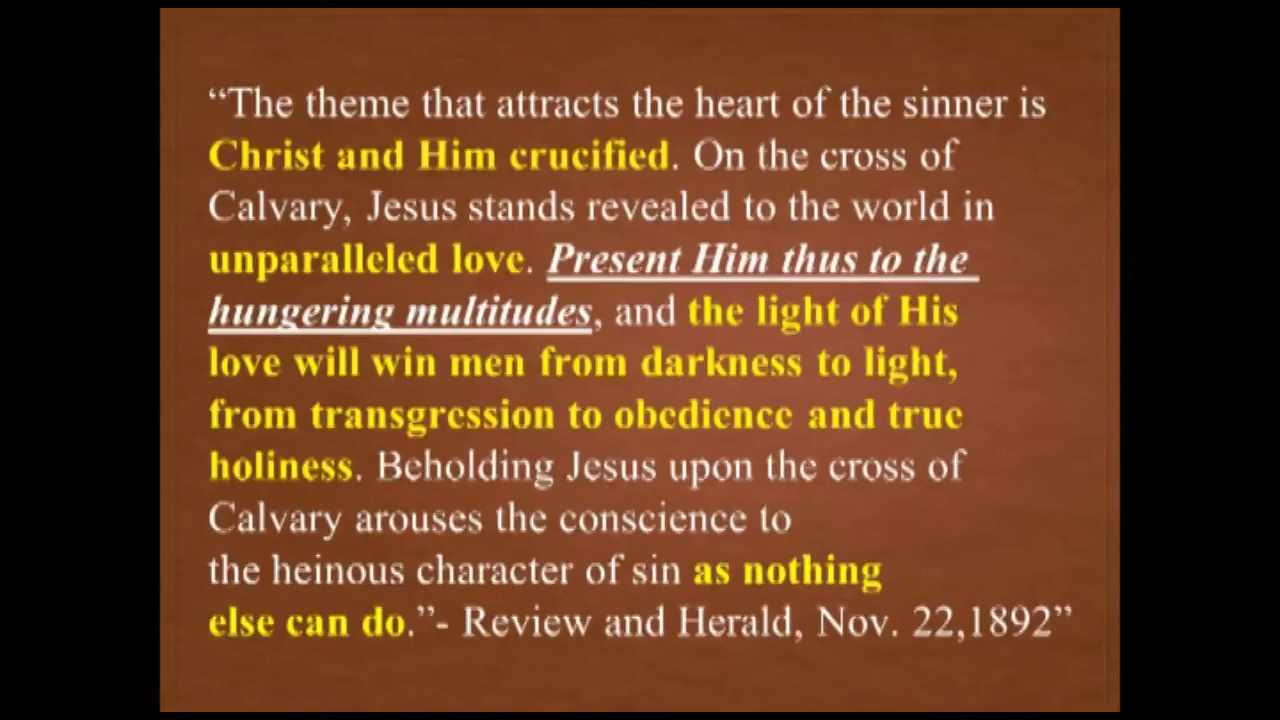 “The theme that attracts the heart of the sinner is
Christ and Him crucified. On the cross of
Calvary, Jesus stands revealed to the world in
unparalleled love. Present Him thus to the
hungering multitudes, and the light of His
love will win men from darkness to light,
from transgression to obedience and true
holiness. Beholding Jesus upon the cross of
Calvary arouses the conscience to
the heinous character of sin as nothing
else can do.”- Review and Herald, Nov. 22,1892”